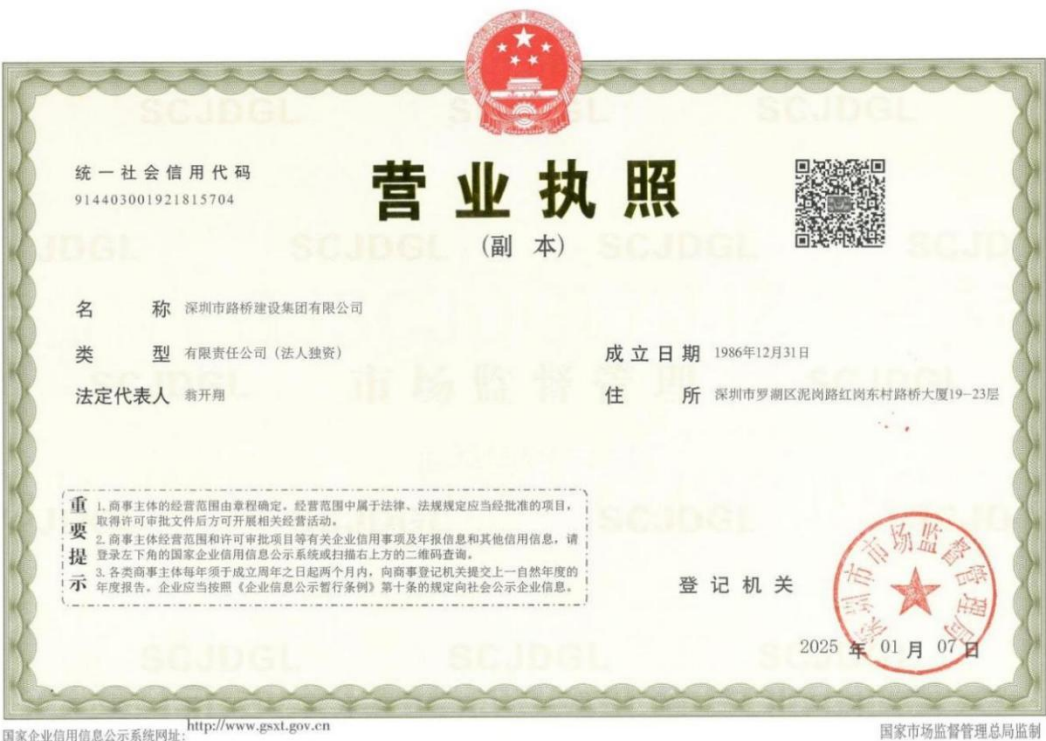 统一社会信用代码
914403001921815704
营业执照
(副 本)
名 称 深圳市路桥建设集团有限公司
类 型 有限责任公司（法人独资）
法定代表人 翁开翔
成立日期 1986年12月31日
住 所 深圳市罗湖区泥岗路红岗东村路桥大厦19-23层
重要提示
1.商事主体的经营范围由章程确定。经营范围中属于法律、法规规定应当经批准的项目，
取得许可审批文件后方可开展相关经营活动。
2.商事主体经营范围和许可审批项目等有关企业信用事项及年报信息和其他信用信息，请
登录左下角的国家企业信用信息公示系统或扫描右上方的二维码查询。
3.各类商事主体每年须于成立周年之日起两个月内，向商事登记机关提交上一自然年度的
年度报告。企业应当按照《企业信息公示暂行条例》第十条的规定向社会公示企业信息。
登记机关
深圳市市场监督管理局
2025 年 01 月 07 日
国家企业信用信息公示系统网址：http://www.gsxt.gov.cn
国家市场监督管理总局监制
SCJDGL
市场监督管理